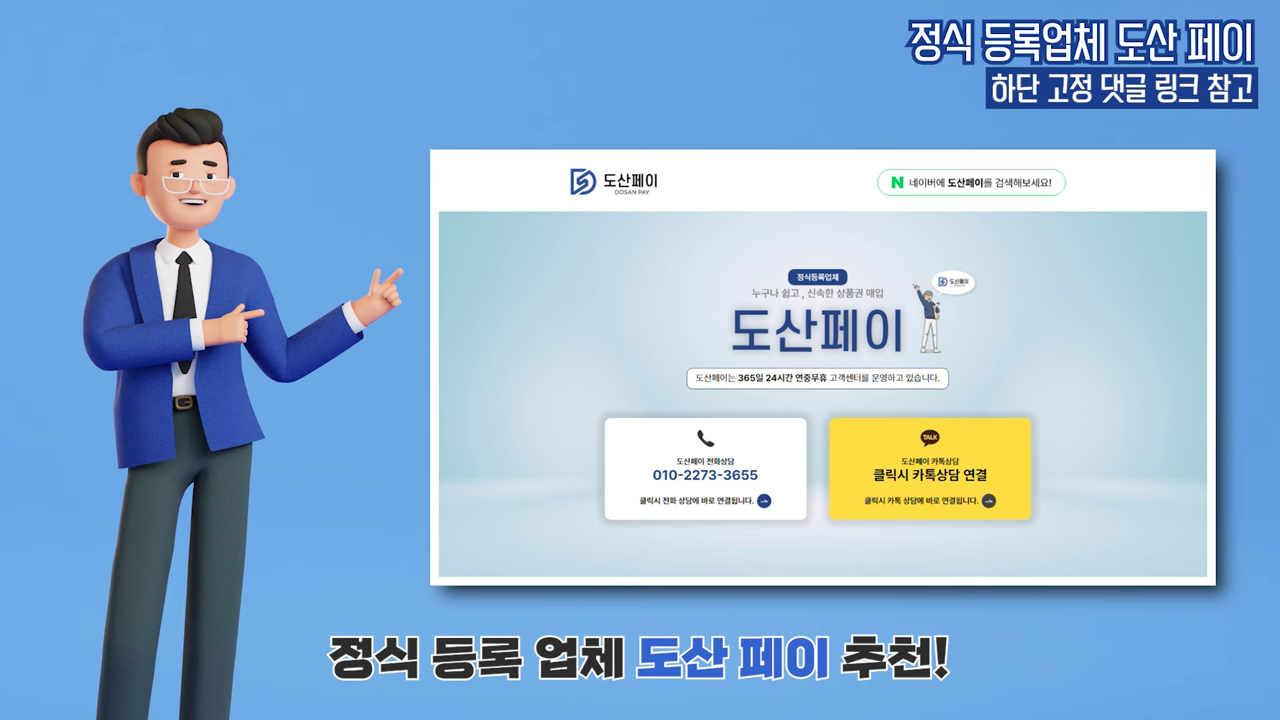 정식 등록업체 도산 페이
하단 고정 댓글 링크 참고
도산페이
DOSAN PAY
N 네이버에 도산페이를 검색해보세요!
정식등록업체
누구나 쉽고 , 신속한 상품권 매입
도산페이
도산페이
도산페이는 365일 24시간 연중무휴 고객센터를 운영하고 있습니다.
도산페이 전화상담
010-2273-3655
클릭시 전화 상담에 바로 연결됩니다.
TALK
도산페이 카톡상담
클릭시 카톡상담 연결
클릭시 카톡 상담에 바로 연결됩니다.
정식 등록 업체 도산 페이 추천!